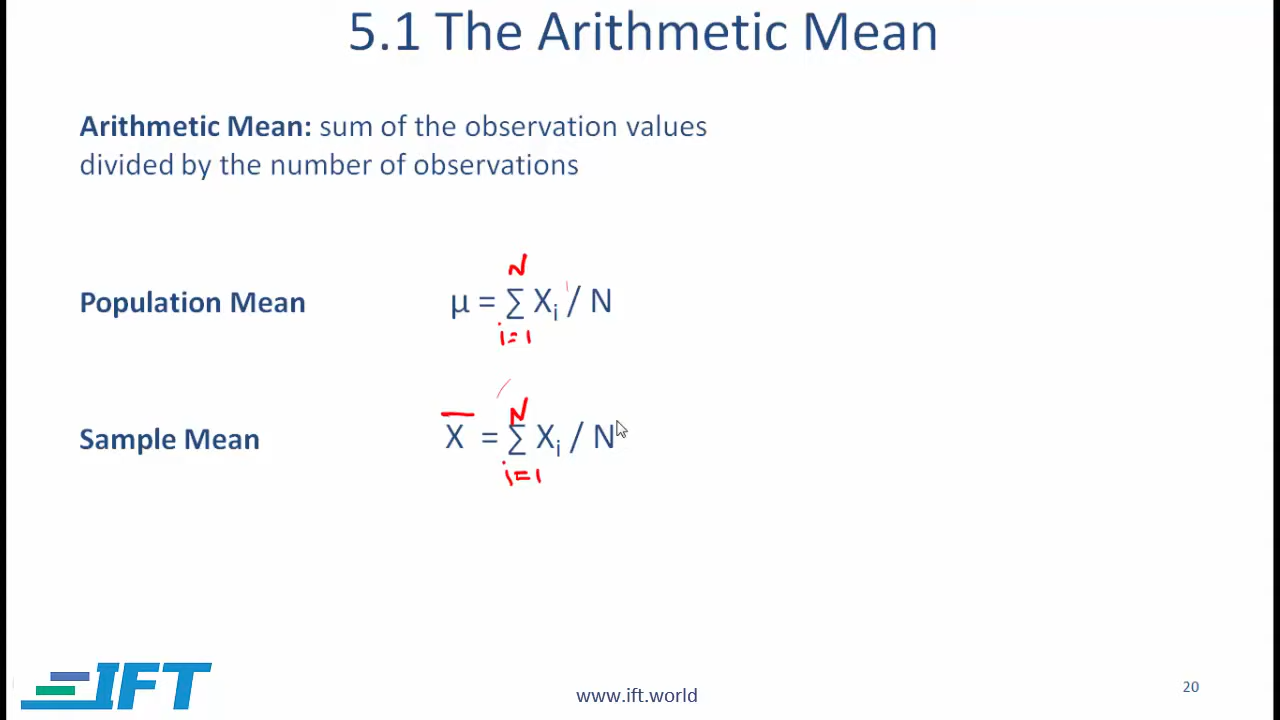 5.1 The Arithmetic Mean
Arithmetic Mean: sum of the observation values
divided by the number of observations
N
Population Mean μ = ∑ Xi / N
i=1
N
Sample Mean X̅ = ∑ Xi / N
i=1
IFT
www.ift.world
20